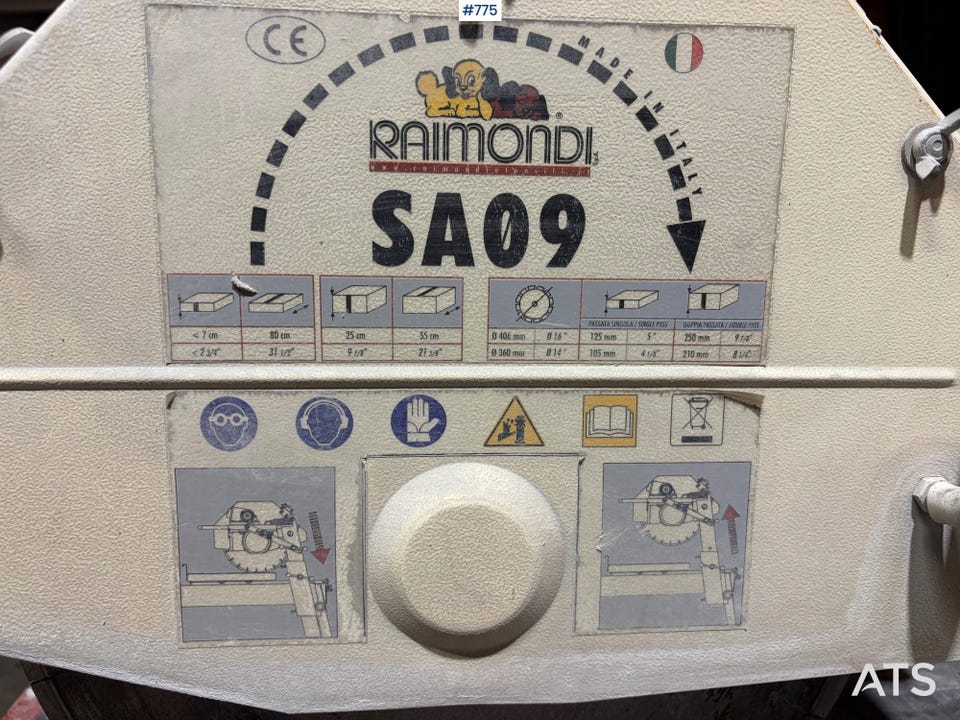 #775
CE
MADE IN ITALY
RAIMONDI S.p.A.
www.raimondiutensili.it
SA09
PASSATA SINGOLA / SINGLE PASS DOPPIA PASSATA / DOUBLE PASS
< 7 cm 80 cm 25 cm 55 cm Ø 406 mm Ø 16" 125 mm 5" 250 mm 9 7/8"
< 2 3/4" 31 1/2" 9 7/8" 21 5/8" Ø 360 mm Ø 14" 105 mm 4 1/8" 210 mm 8 1/4"
ATS